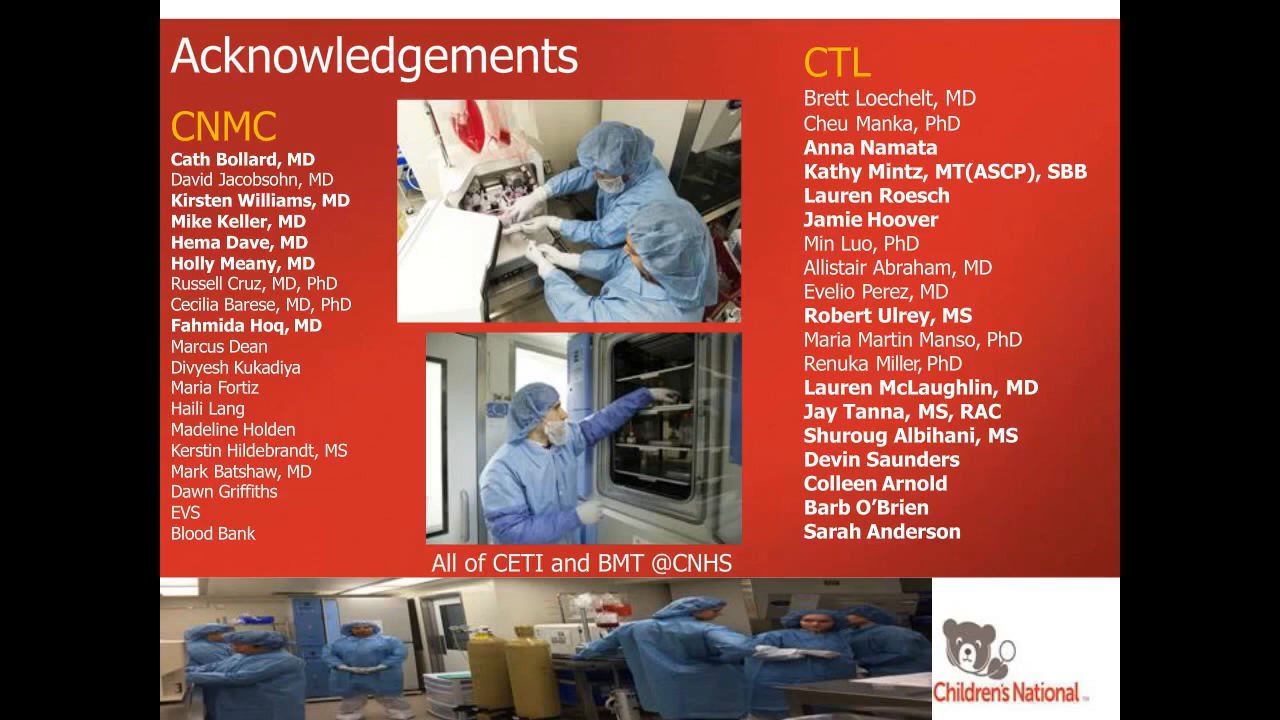 Acknowledgements
CNMC
Cath Bollard, MD
David Jacobsohn, MD
Kirsten Williams, MD
Mike Keller, MD
Hema Dave, MD
Holly Meany, MD
Russell Cruz, MD, PhD
Cecilia Barese, MD, PhD
Fahmida Hoq, MD
Marcus Dean
Divyesh Kukadiya
Maria Fortiz
Haili Lang
Madeline Holden
Kerstin Hildebrandt, MS
Mark Batshaw, MD
Dawn Griffiths
EVS
Blood Bank
All of CETI and BMT @CNHS
CTL
Brett Loechelt, MD
Cheu Manka, PhD
Anna Namata
Kathy Mintz, MT(ASCP), SBB
Lauren Roesch
Jamie Hoover
Min Luo, PhD
Allistair Abraham, MD
Evelio Perez, MD
Robert Ulrey, MS
Maria Martin Manso, PhD
Renuka Miller, PhD
Lauren McLaughlin, MD
Jay Tanna, MS, RAC
Shuroug Albihani, MS
Devin Saunders
Colleen Arnold
Barb O’Brien
Sarah Anderson
Children's National